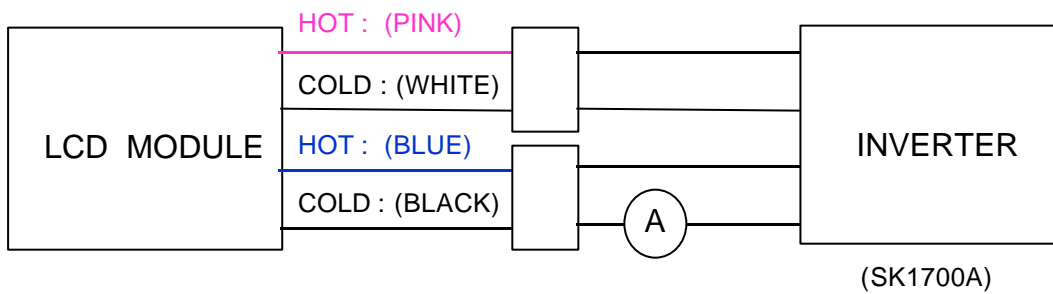 HOT : (PINK)
COLD : (WHITE)
LCD MODULE
HOT : (BLUE)
INVERTER
COLD : (BLACK)
A
(SK1700A)